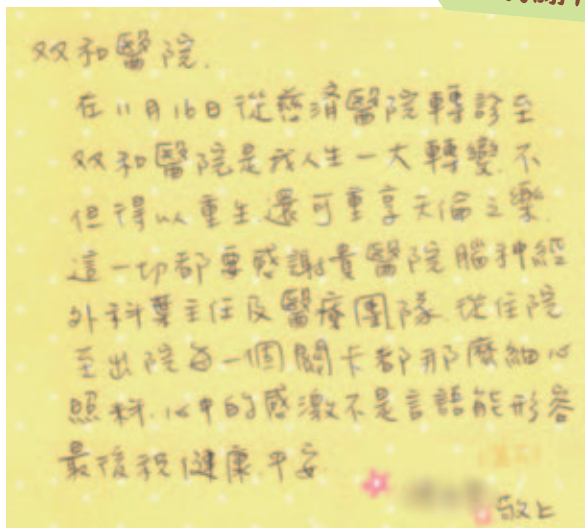 双和醫院.
在11月16日從慈濟醫院轉診至
双和醫院是我人生一大轉變.不
但得以重生還可重享天倫之樂.
這一切都要感謝貴醫院腦神經
外科葉主任及醫療團隊.從住院
至出院每一個關卡都那麼細心
照料.心中的感激不是言語能形容
最後祝健康.平安
敬上